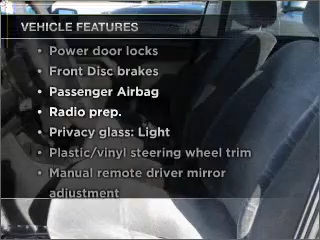 VEHICLE FEATURES
• Power door locks
• Front Disc brakes
• Passenger Airbag
• Radio prep.
• Privacy glass: Light
• Plastic/vinyl steering wheel trim
• Manual remote driver mirror
adjustment